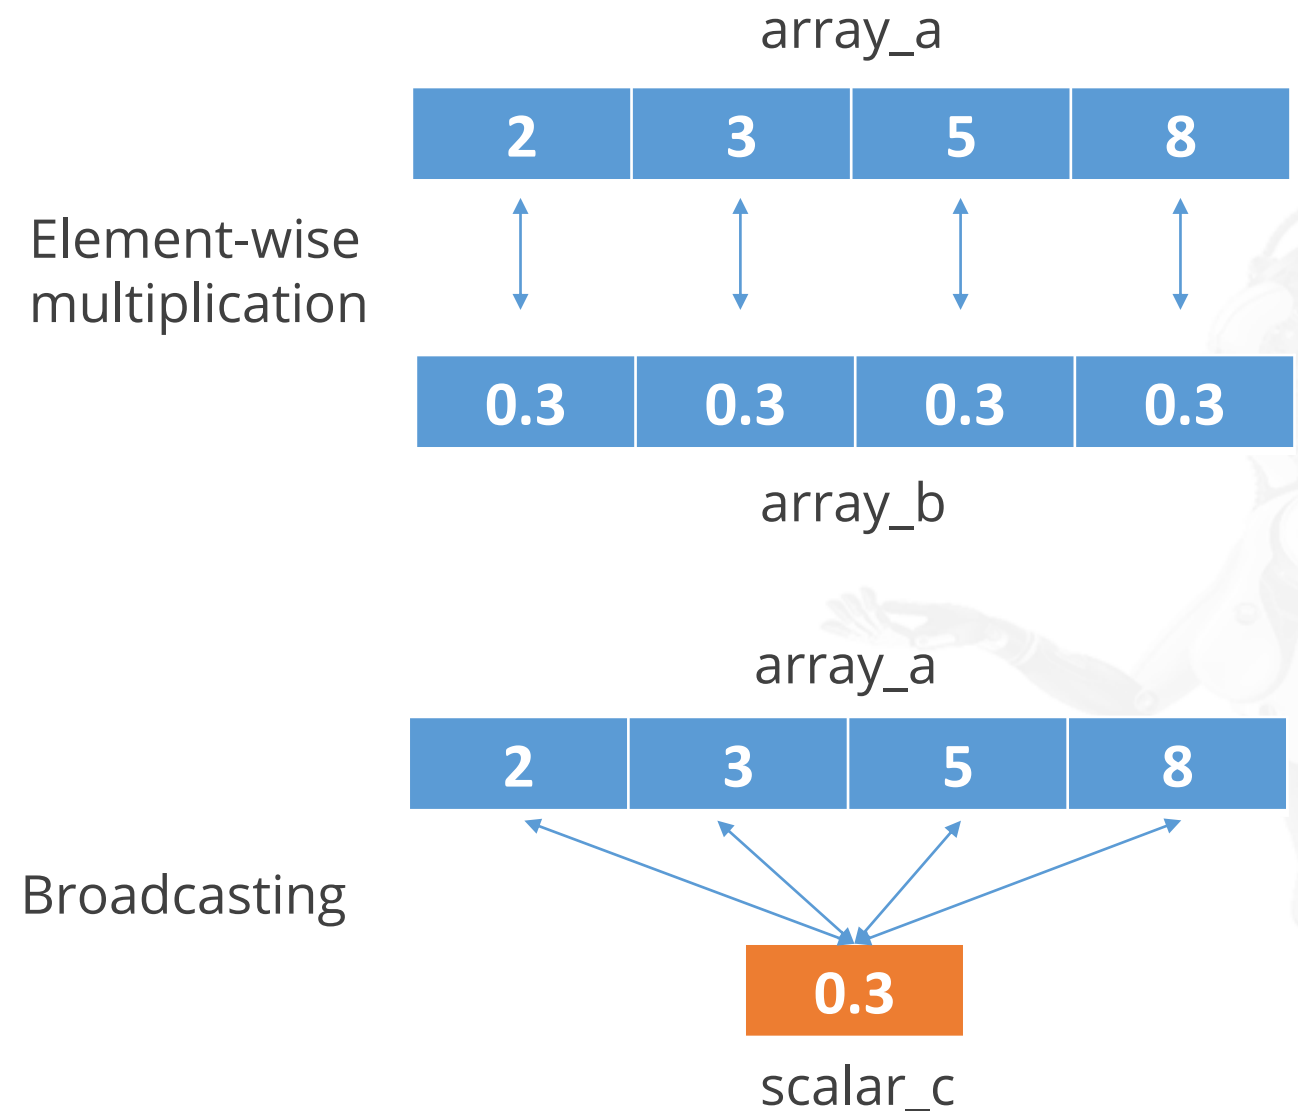 array_a
2 3 5 8
Element-wise
multiplication
0.3 0.3 0.3 0.3
array_b
array_a
2 3 5 8
Broadcasting
0.3
scalar_c